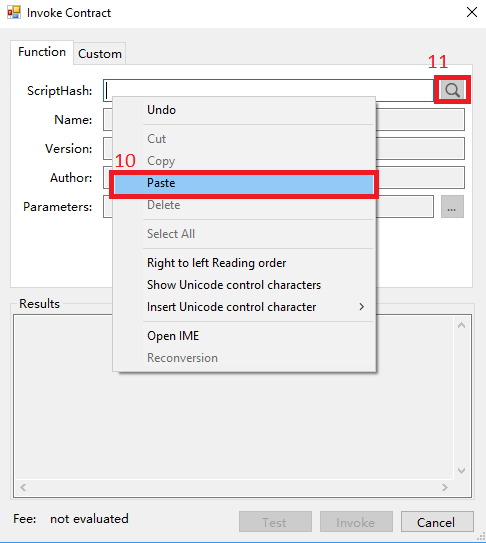 Invoke Contract
Function
Custom
11
ScriptHash:
Undo
Name:
Cut
Version:
Copy
10
Author:
Paste
Parameters:
Delete
...
Select All
Right to left Reading order
Show Unicode control characters
Insert Unicode control character
Results
Open IME
Reconversion
Fee: not evaluated
Test
Invoke
Cancel